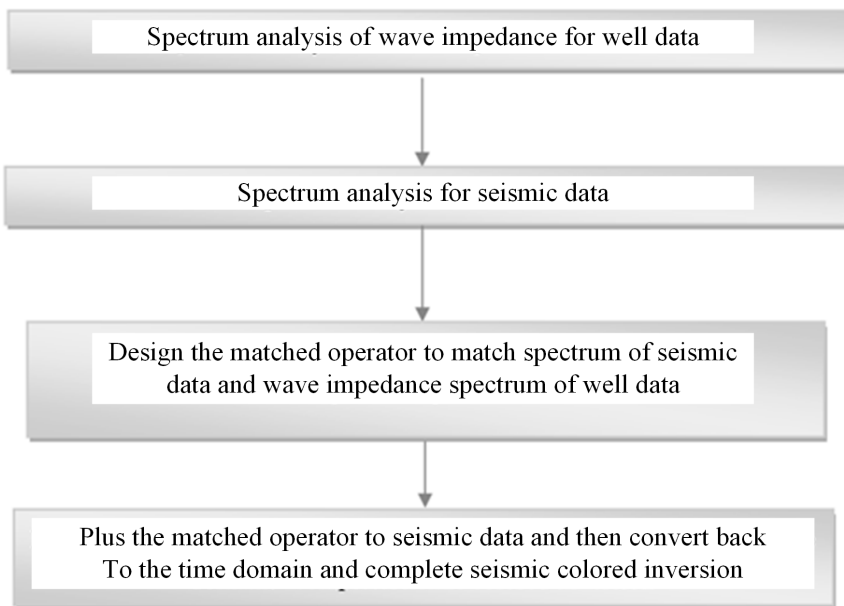 Spectrum analysis of wave impedance for well data
Spectrum analysis for seismic data
Design the matched operator to match spectrum of seismic
data and wave impedance spectrum of well data
Plus the matched operator to seismic data and then convert back
To the time domain and complete seismic colored inversion